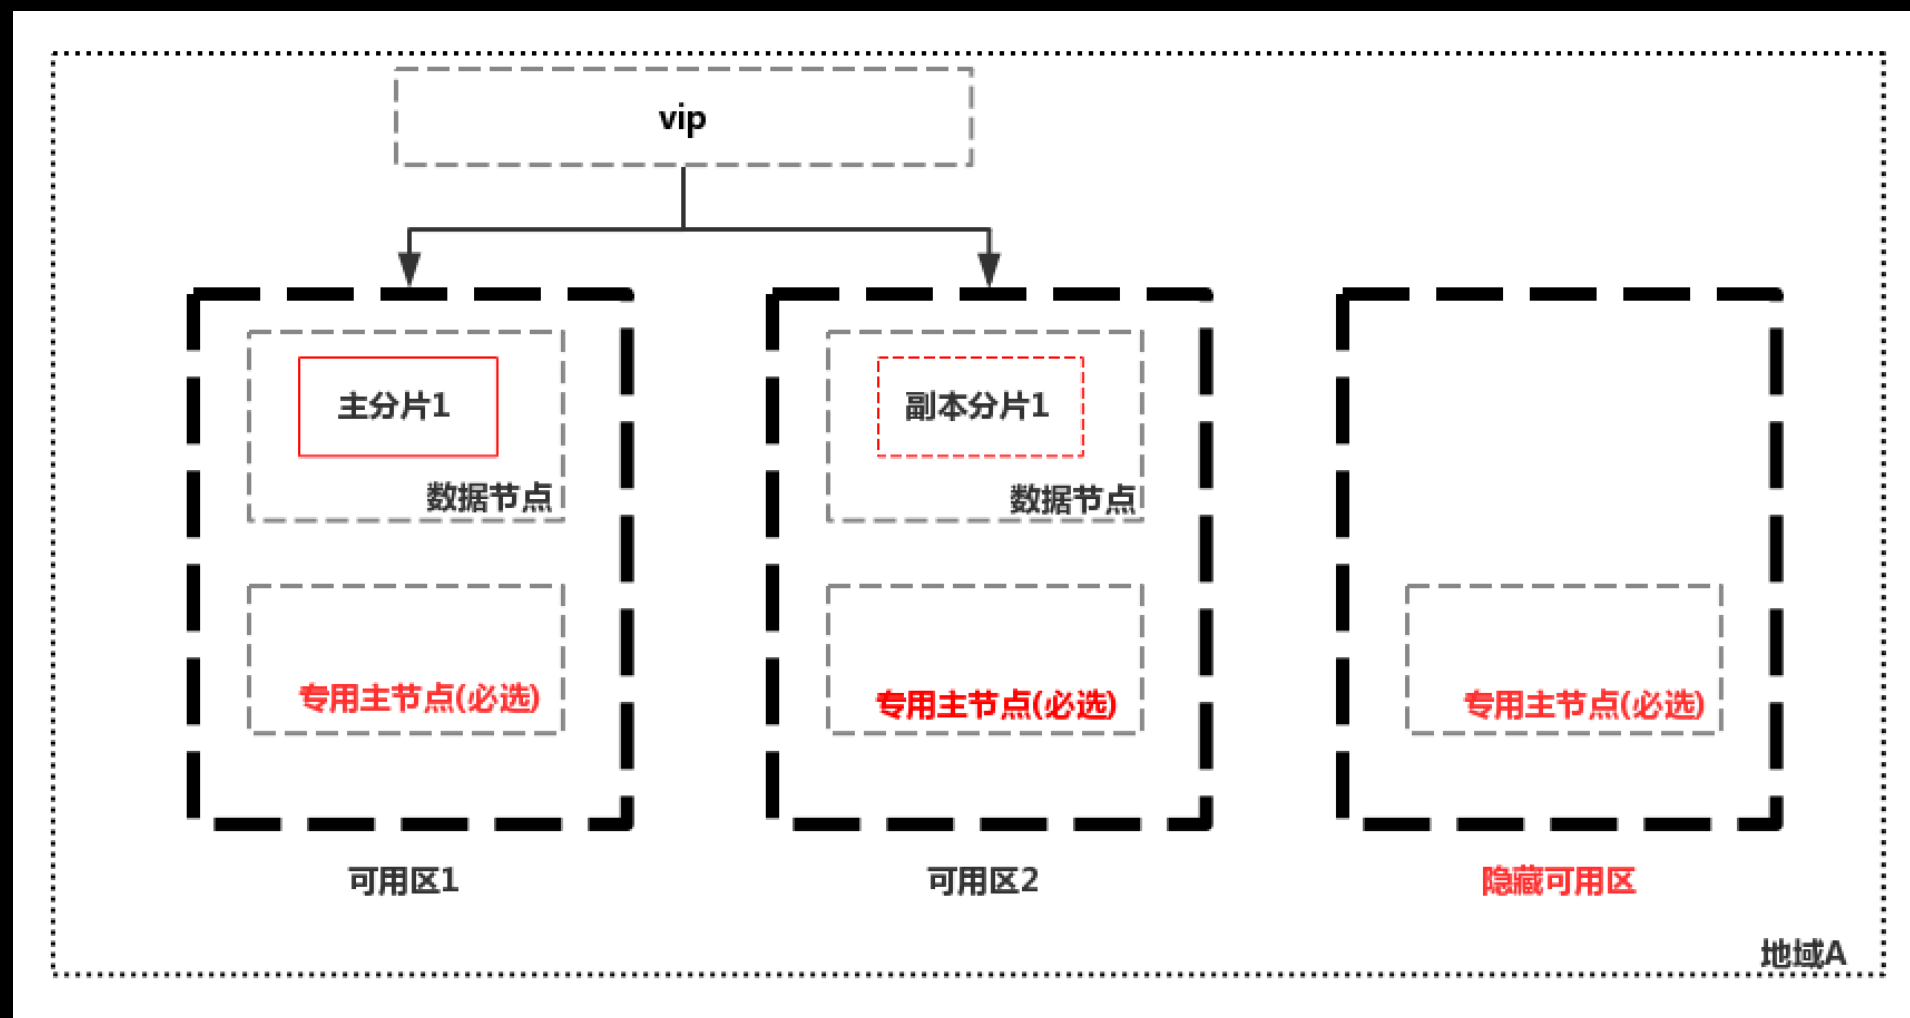 vip
主分片1
副本分片1
数据节点
数据节点
专用主节点(必选)
专用主节点(必选)
专用主节点(必选)
可用区1
可用区2
隐藏可用区
地域A